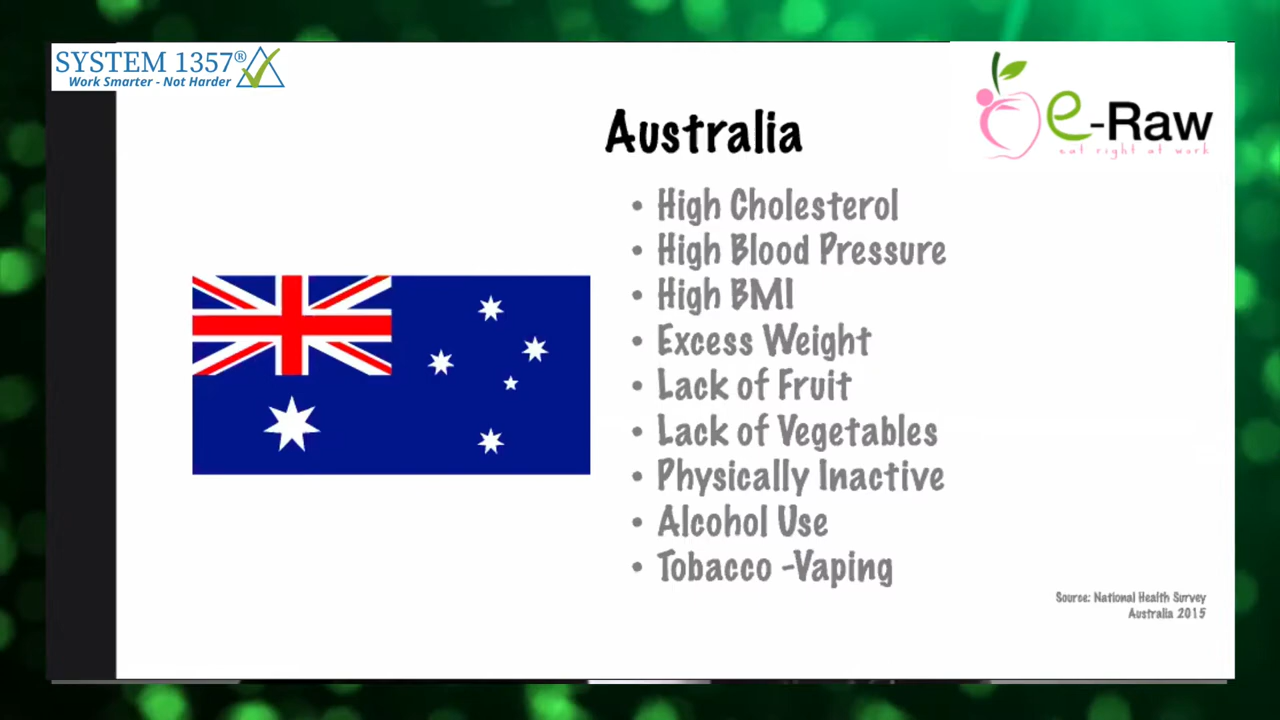 SYSTEM 1357®
Work Smarter - Not Harder
e-Raw
eat right at work
Australia
• High Cholesterol
• High Blood Pressure
• High BMI
• Excess Weight
• Lack of Fruit
• Lack of Vegetables
• Physically Inactive
• Alcohol Use
• Tobacco -Vaping
Source: National Health Survey
Australia 2015